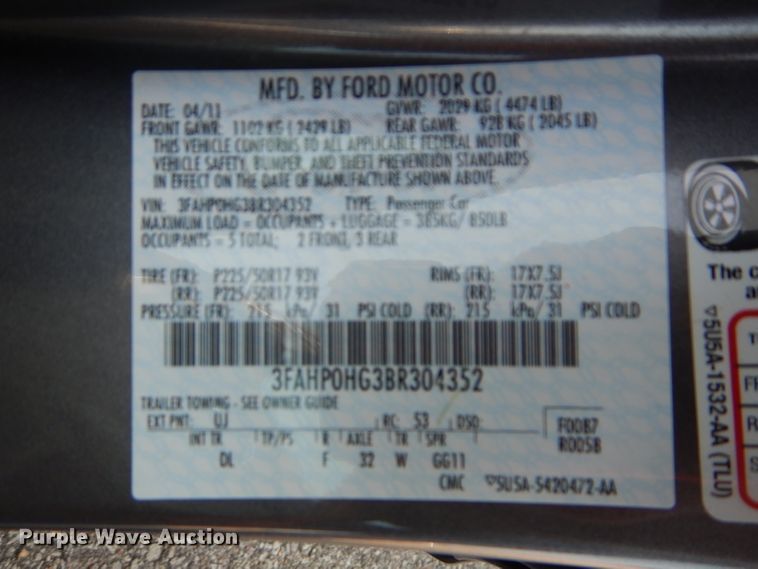 MFD. BY FORD MOTOR CO.
DATE: 04/11 GVWR: 2029 KG ( 4474 LB)
FRONT GAWR: 1102 KG ( 2429 LB) REAR GAWR: 928 KG ( 2045 LB)
THIS VEHICLE CONFORMS TO ALL APPLICABLE FEDERAL MOTOR
VEHICLE SAFETY, BUMPER, AND THEFT PREVENTION STANDARDS
IN EFFECT ON THE DATE OF MANUFACTURE SHOWN ABOVE.
VIN: 3FAHP0HG3BR304352 TYPE: Passenger Car
MAXIMUM LOAD = OCCUPANTS + LUGGAGE = 385KG/ 850LB
OCCUPANTS = 5 TOTAL; 2 FRONT, 3 REAR
TIRE (FR): P225/50R17 93V RIMS (FR): 17X7.5J
(RR): P225/50R17 93V (RR): 17X7.5J
PRESSURE (FR): 215 kPa/ 31 PSI COLD (RR): 215 kPa/ 31 PSI COLD
3FAHP0HG3BR304352
TRAILER TOWING - SEE OWNER GUIDE
EXT PNT: UJ RC: 53 DSO: F0087
INT TR TP/PS R AXLE TR SPR R0058
DL F 32 W GG11
CMC ▽5U5A-5420472-AA
The c
a
▽5U5A-1532-AA (TLU)
T
F
R
S
Purple Wave Auction